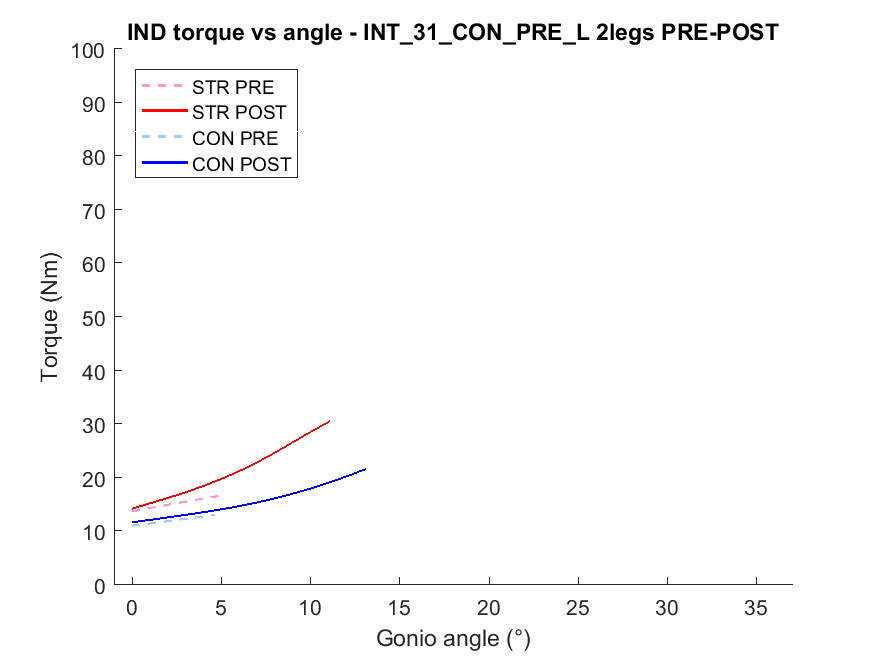 IND torque vs angle - INT_31_CON_PRE_L 2legs PRE-POST
STR PRE
STR POST
CON PRE
CON POST
Torque (Nm)
100
90
80
70
60
50
40
30
20
10
0
0 5 10 15 20 25 30 35
Gonio angle (°)